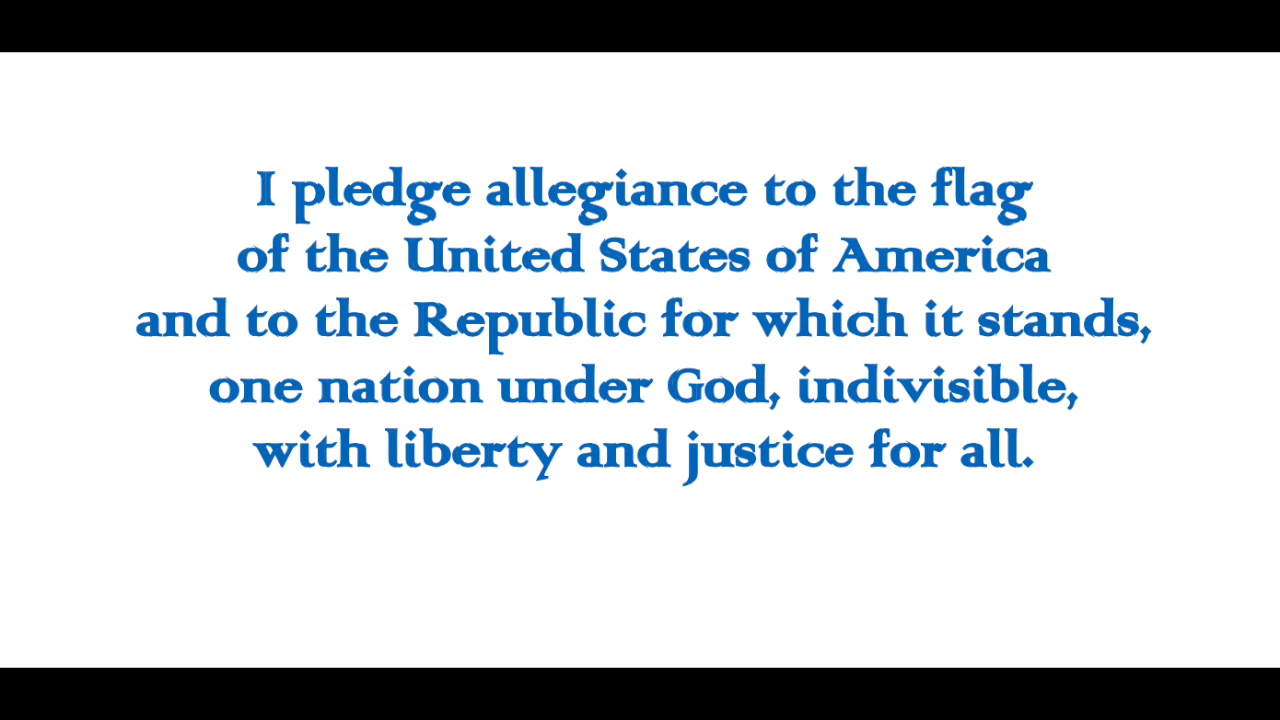 I pledge allegiance to the flag
of the United States of America
and to the Republic for which it stands,
one nation under God, indivisible,
with liberty and justice for all.